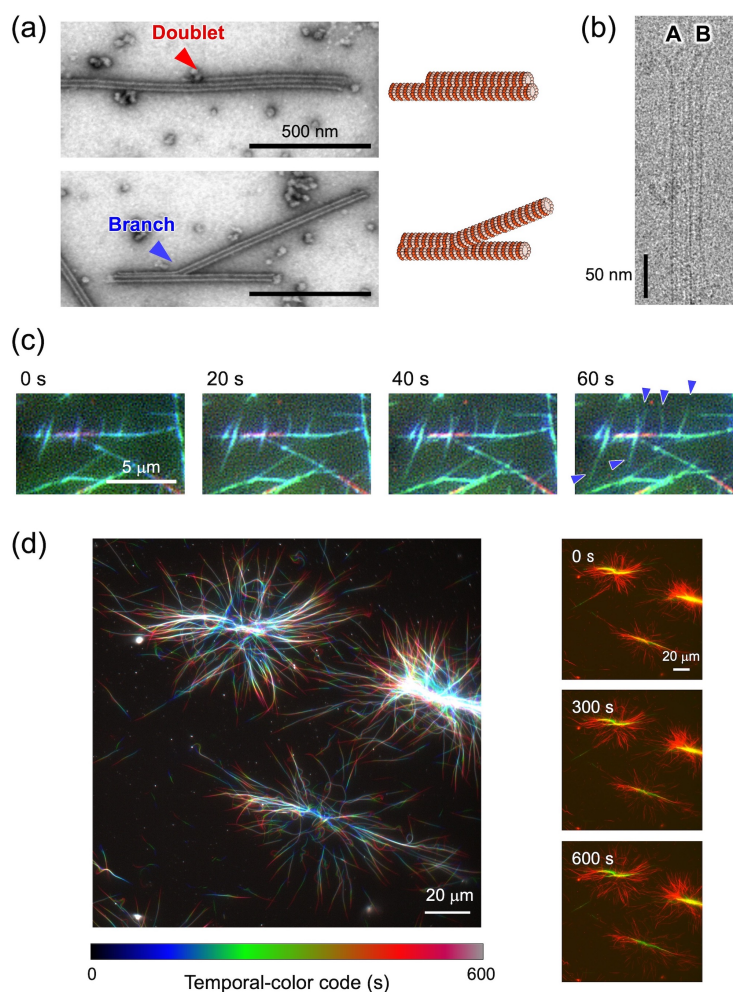 (a)
Doublet
500 nm
Branch
(b)
A B
50 nm
(c)
0 s
20 s
40 s
60 s
5 μm
(d)
0 s
20 μm
300 s
600 s
20 μm
0
600
Temporal-color code (s)